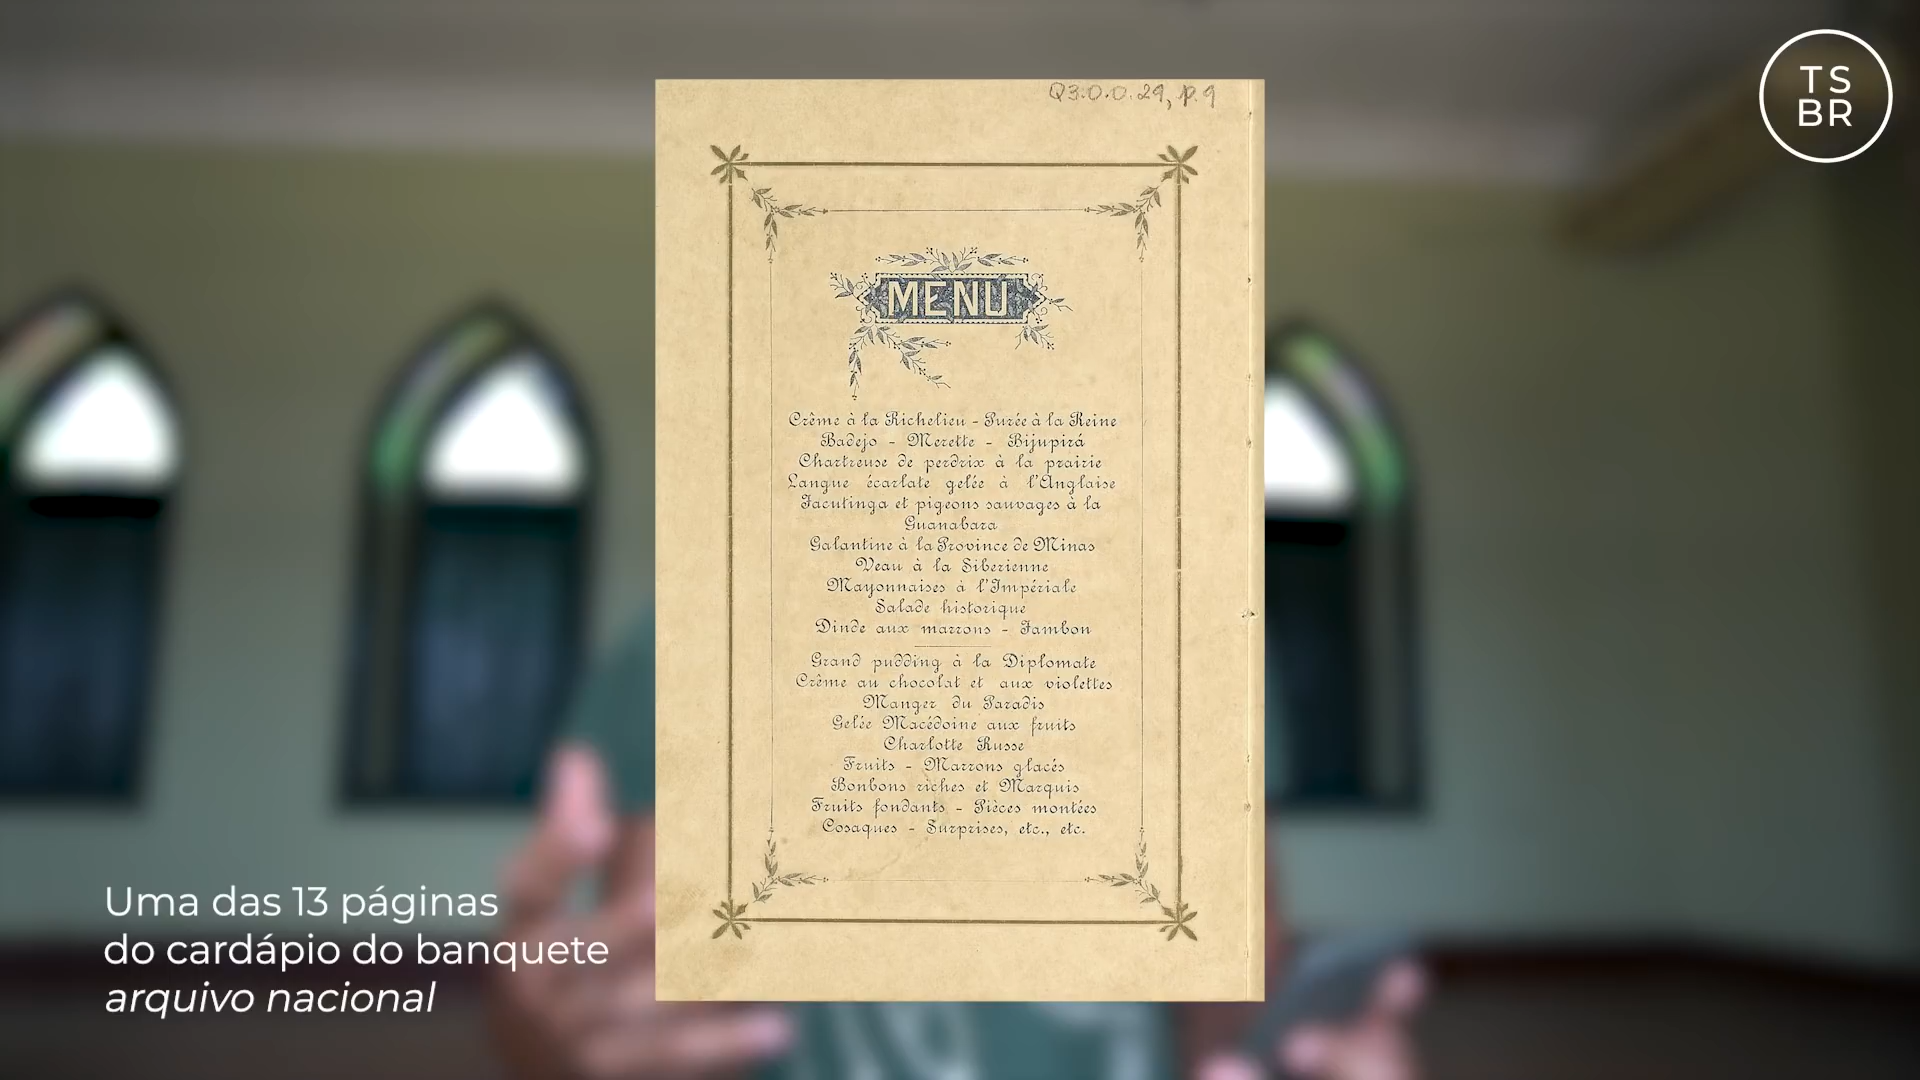 Q3.0.0.29, p.9
TS
BR
MENU
Crême à la Richelieu - Purée à la Reine
Badejo - Merette - Bijupirá
Chartreuse de perdrix à la prairie
Langue écarlate gelée à l'Anglaise
Jacutinga et pigeons sauvages à la
Guanabara
Galantine à la Province de Minas
Veau à la Siberienne
Mayonnaises à l'Impériale
Salade historique
Dinde aux marrons - Jambon
Grand pudding à la Diplomate
Crême au chocolat et aux violettes
Manger du Paradis
Gelée Macédoine aux fruits
Charlotte Russe
Fruits - Marrons glacés
Bonbons riches et Marquis
Fruits fondants - Pièces montées
Cosaques - Surprises, etc., etc.
Uma das 13 páginas
do cardápio do banquete
arquivo nacional